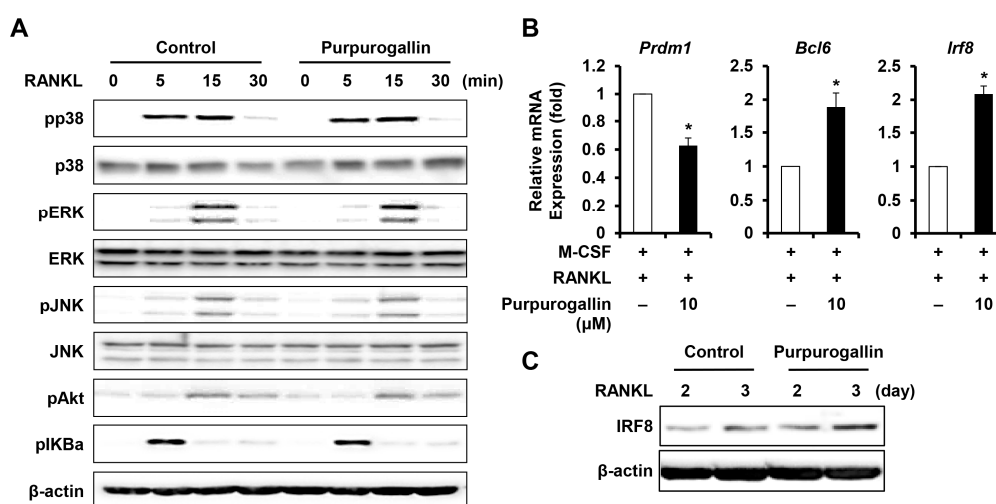 A
Control Purpurogallin
RANKL 0 5 15 30 0 5 15 30 (min)
pp38
p38
pERK
ERK
pJNK
JNK
pAkt
pIKBa
β-actin
B
Prdm1 Bcl6 Irf8
Relative mRNA
Expression (fold)
1.2
1
0.8
0.6
0.4
0.2
0
*
2.5
2
1.5
1
0.5
0
*
2.5
2
1.5
1
0.5
0
*
M-CSF + + + + + +
RANKL + + + + + +
Purpurogallin – 10 – 10 – 10
(μM)
C
Control Purpurogallin
RANKL 2 3 2 3 (day)
IRF8
β-actin